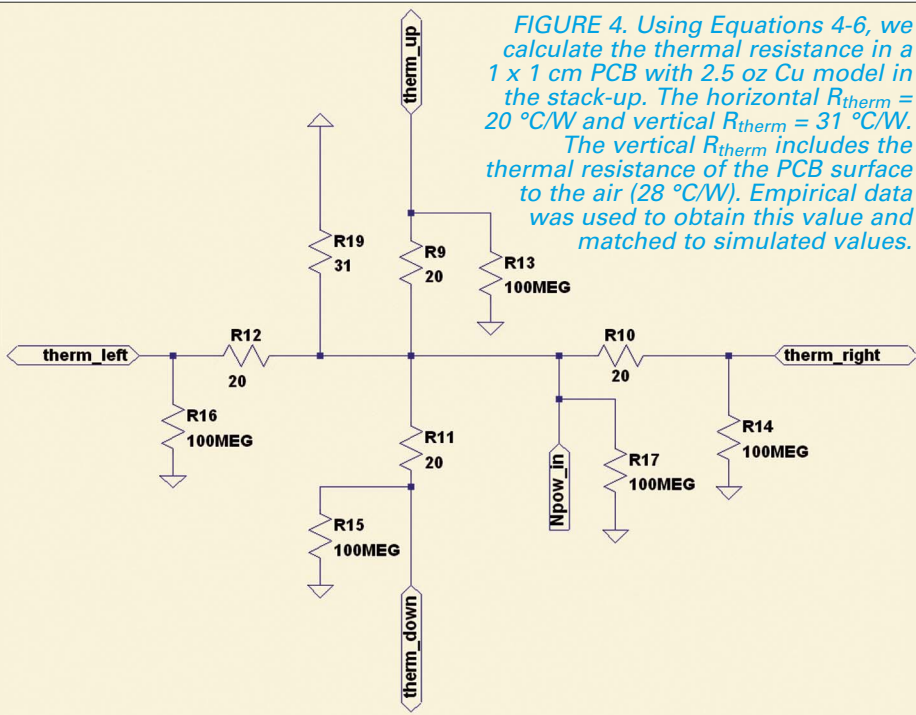 FIGURE 4. Using Equations 4-6, we
calculate the thermal resistance in a
1 x 1 cm PCB with 2.5 oz Cu model in
the stack-up. The horizontal Rtherm =
20 °C/W and vertical Rtherm = 31 °C/W.
The vertical Rtherm includes the
thermal resistance of the PCB surface
to the air (28 °C/W). Empirical data
was used to obtain this value and
matched to simulated values.
therm_up
R19
31
R9
20
R13
100MEG
therm_left
R12
20
R10
20
therm_right
R16
100MEG
R11
20
Npow_in
R17
100MEG
R14
100MEG
R15
100MEG
therm_down